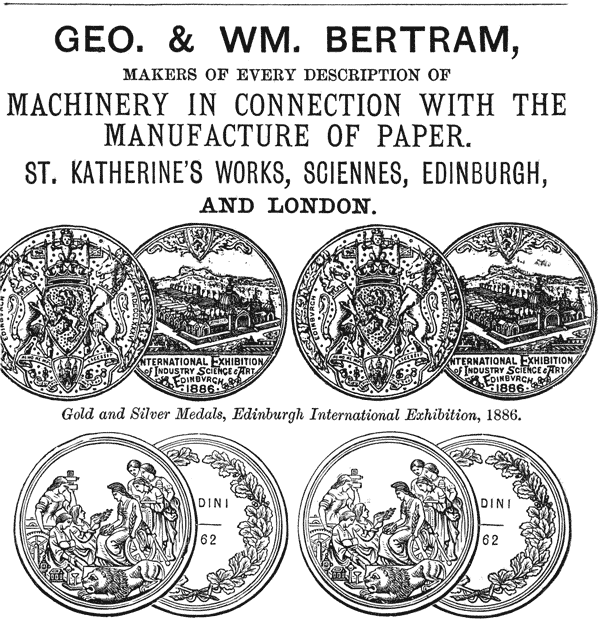 GEO. & WM. BERTRAM,
MAKERS OF EVERY DESCRIPTION OF
MACHINERY IN CONNECTION WITH THE
MANUFACTURE OF PAPER.
ST. KATHERINE'S WORKS, SCIENNES, EDINBURGH,
AND LONDON.
EDINBURGH
INTERNATIONAL EXHIBITION
OF INDUSTRY SCIENCE & ART
EDINBVRGH
1886
EDINBURGH
INTERNATIONAL EXHIBITION
OF INDUSTRY SCIENCE & ART
EDINBVRGH
1886
Gold and Silver Medals, Edinburgh International Exhibition, 1886.
DINI
62
DINI
62